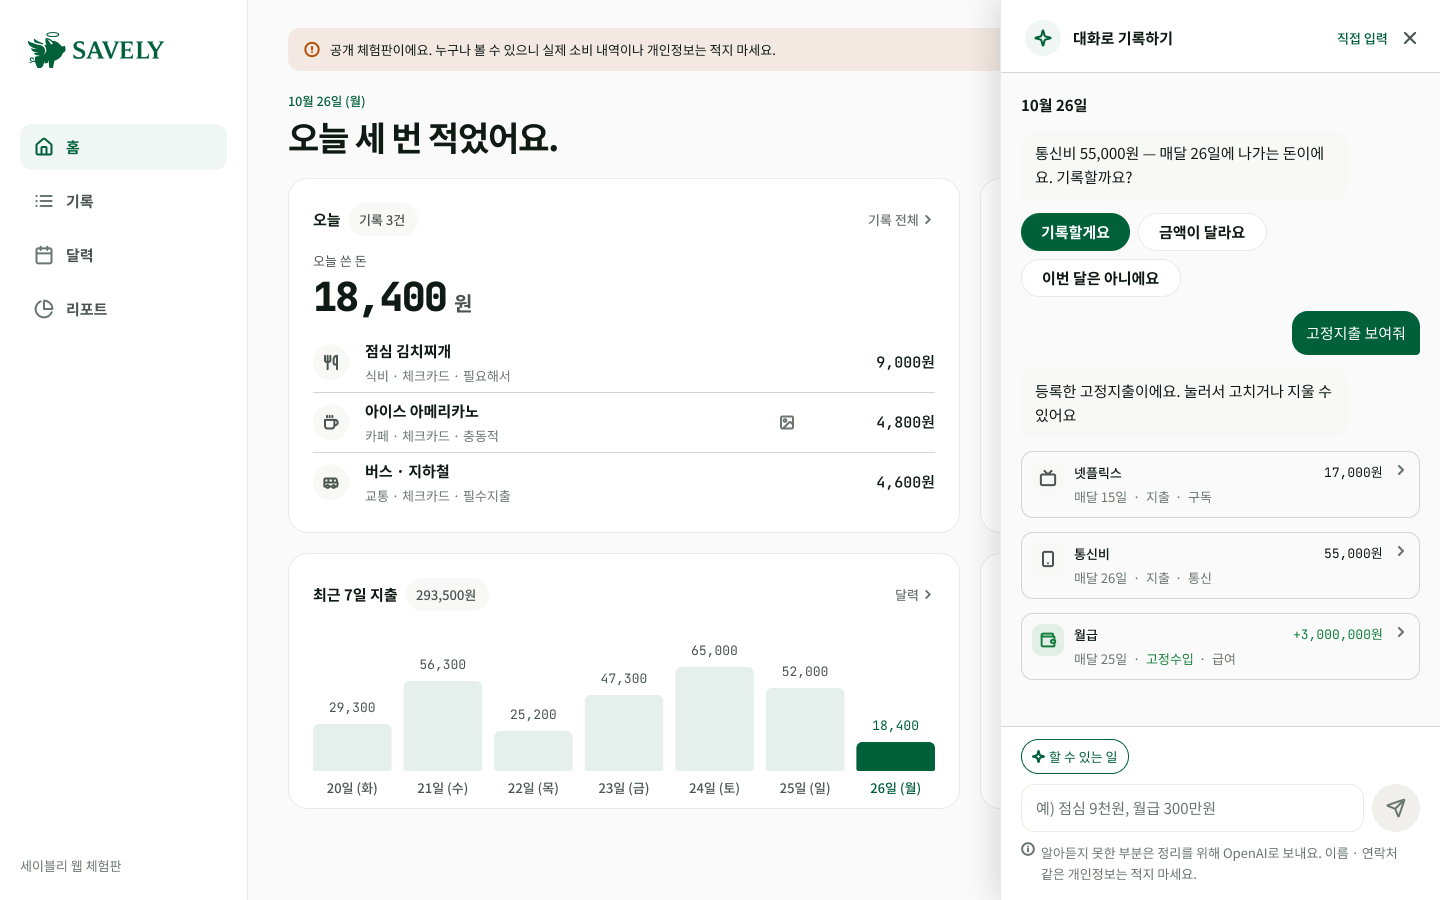 SAVELY
홈
기록
달력
리포트
세이블리 웹 체험판
공개 체험판이에요. 누구나 볼 수 있으니 실제 소비 내역이나 개인정보는 적지 마세요.
10월 26일 (월)
오늘 세 번 적었어요.
오늘 기록 3건 기록 전체
오늘 쓴 돈
18,400 원
점심 김치찌개
식비 · 체크카드 · 필요해서
9,000원
아이스 아메리카노
카페 · 체크카드 · 충동적
4,800원
버스 · 지하철
교통 · 체크카드 · 필수지출
4,600원
최근 7일 지출 293,500원 달력
29,300 56,300 25,200 47,300 65,000 52,000 18,400
20일 (화) 21일 (수) 22일 (목) 23일 (금) 24일 (토) 25일 (일) 26일 (월)
대화로 기록하기 직접 입력
10월 26일
통신비 55,000원 — 매달 26일에 나가는 돈이에
요. 기록할까요?
기록할게요 금액이 달라요
이번 달은 아니에요
고정지출 보여줘
등록한 고정지출이에요. 눌러서 고치거나 지울 수
있어요
넷플릭스 17,000원
매달 15일 · 지출 · 구독
통신비 55,000원
매달 26일 · 지출 · 통신
월급 +3,000,000원
매달 25일 · 고정수입 · 급여
할 수 있는 일
예) 점심 9천원, 월급 300만원
알아듣지 못한 부분은 정리를 위해 OpenAI로 보내요. 이름 · 연락처
같은 개인정보는 적지 마세요.